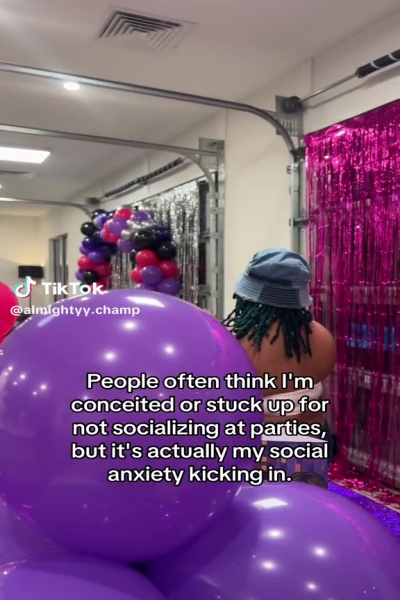 TikTok
@almightyy.champ
People often think I'm
conceited or stuck up for
not socializing at parties,
but it's actually my social
anxiety kicking in.